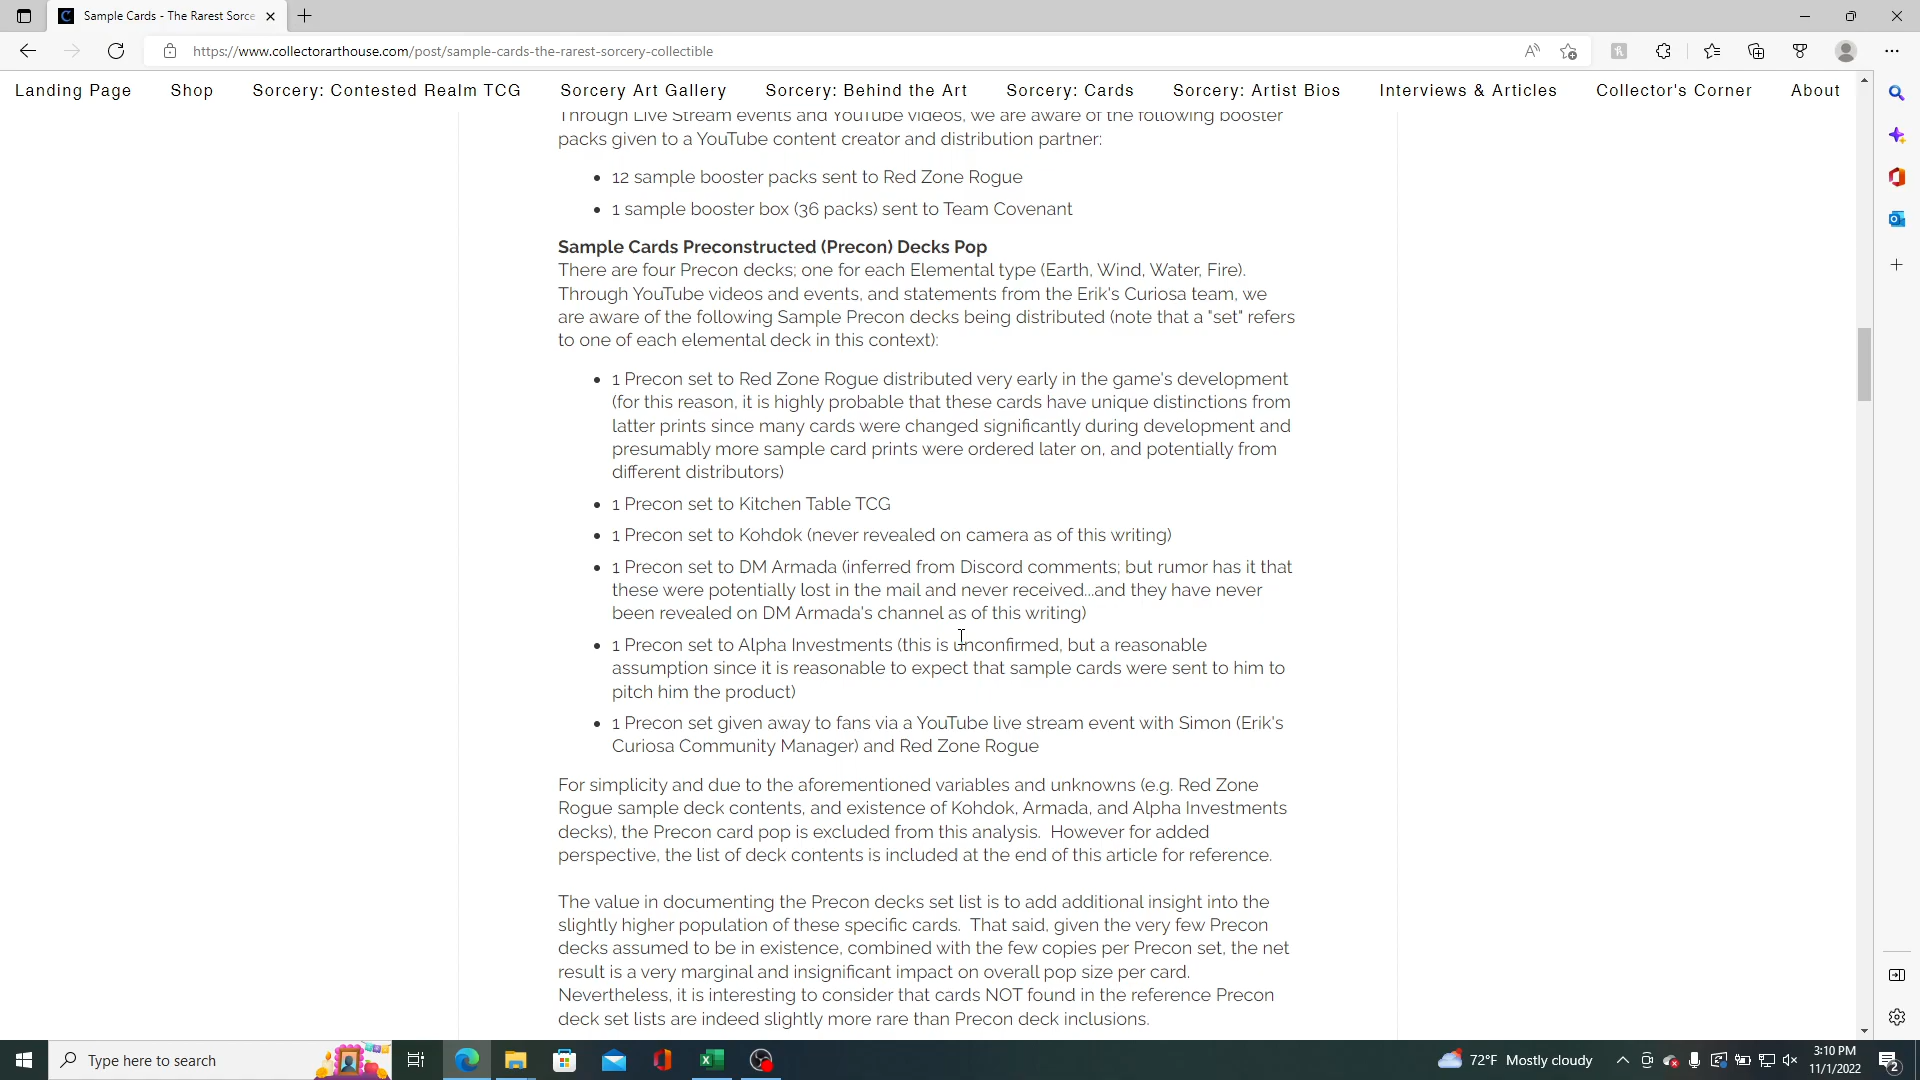 Sample Cards - The Rarest Sorce
https://www.collectorarthouse.com/post/sample-cards-the-rarest-sorcery-collectible
Landing Page Shop Sorcery: Contested Realm TCG Sorcery Art Gallery Sorcery: Behind the Art Sorcery: Cards Sorcery: Artist Bios Interviews & Articles Collector's Corner About
Through Live Stream events and YouTube videos, we are aware of the following booster
packs given to a YouTube content creator and distribution partner:
• 12 sample booster packs sent to Red Zone Rogue
• 1 sample booster box (36 packs) sent to Team Covenant
Sample Cards Preconstructed (Precon) Decks Pop
There are four Precon decks; one for each Elemental type (Earth, Wind, Water, Fire).
Through YouTube videos and events, and statements from the Erik's Curiosa team, we
are aware of the following Sample Precon decks being distributed (note that a "set" refers
to one of each elemental deck in this context):
• 1 Precon set to Red Zone Rogue distributed very early in the game's development
(for this reason, it is highly probable that these cards have unique distinctions from
latter prints since many cards were changed significantly during development and
presumably more sample card prints were ordered later on, and potentially from
different distributors)
• 1 Precon set to Kitchen Table TCG
• 1 Precon set to Kohdok (never revealed on camera as of this writing)
• 1 Precon set to DM Armada (inferred from Discord comments; but rumor has it that
these were potentially lost in the mail and never received...and they have never
been revealed on DM Armada's channel as of this writing)
• 1 Precon set to Alpha Investments (this is unconfirmed, but a reasonable
assumption since it is reasonable to expect that sample cards were sent to him to
pitch him the product)
• 1 Precon set given away to fans via a YouTube live stream event with Simon (Erik's
Curiosa Community Manager) and Red Zone Rogue
For simplicity and due to the aforementioned variables and unknowns (e.g. Red Zone
Rogue sample deck contents, and existence of Kohdok, Armada, and Alpha Investments
decks), the Precon card pop is excluded from this analysis.  However for added
perspective, the list of deck contents is included at the end of this article for reference.
The value in documenting the Precon decks set list is to add additional insight into the
slightly higher population of these specific cards.  That said, given the very few Precon
decks assumed to be in existence, combined with the few copies per Precon set, the net
result is a very marginal and insignificant impact on overall pop size per card.
Nevertheless, it is interesting to consider that cards NOT found in the reference Precon
deck set lists are indeed slightly more rare than Precon deck inclusions.
Type here to search
72°F Mostly cloudy
3:10 PM
11/1/2022
2